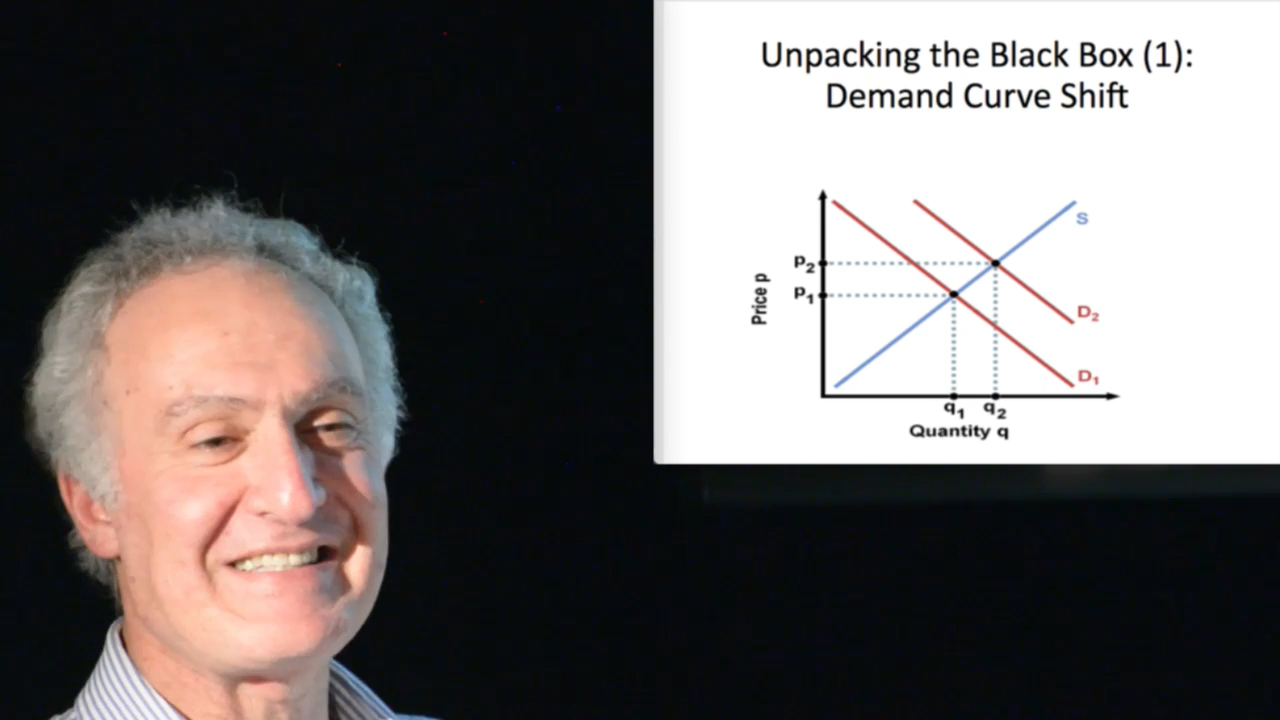 Unpacking the Black Box (1):
Demand Curve Shift
S
P2
P1
Price p
D2
D1
q1 q2
Quantity q